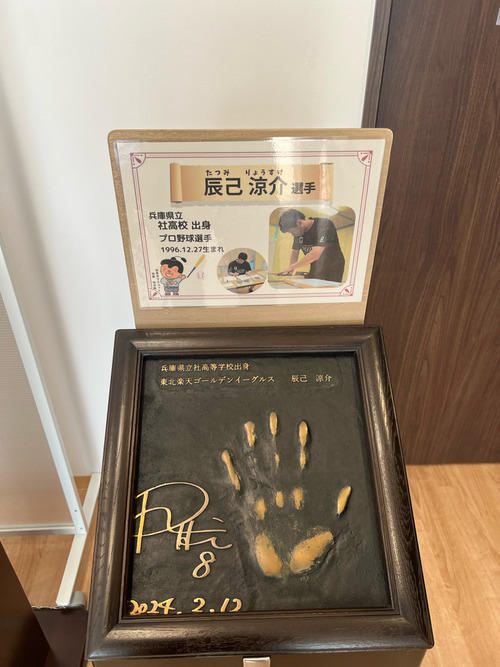 たつみ りょうすけ
辰己 涼介 選手
兵庫県立
社高校 出身
プロ野球選手
1996.12.27生まれ
兵庫県立社高等学校出身
東北楽天ゴールデンイーグルス 辰己 涼介
8
2024.2.12